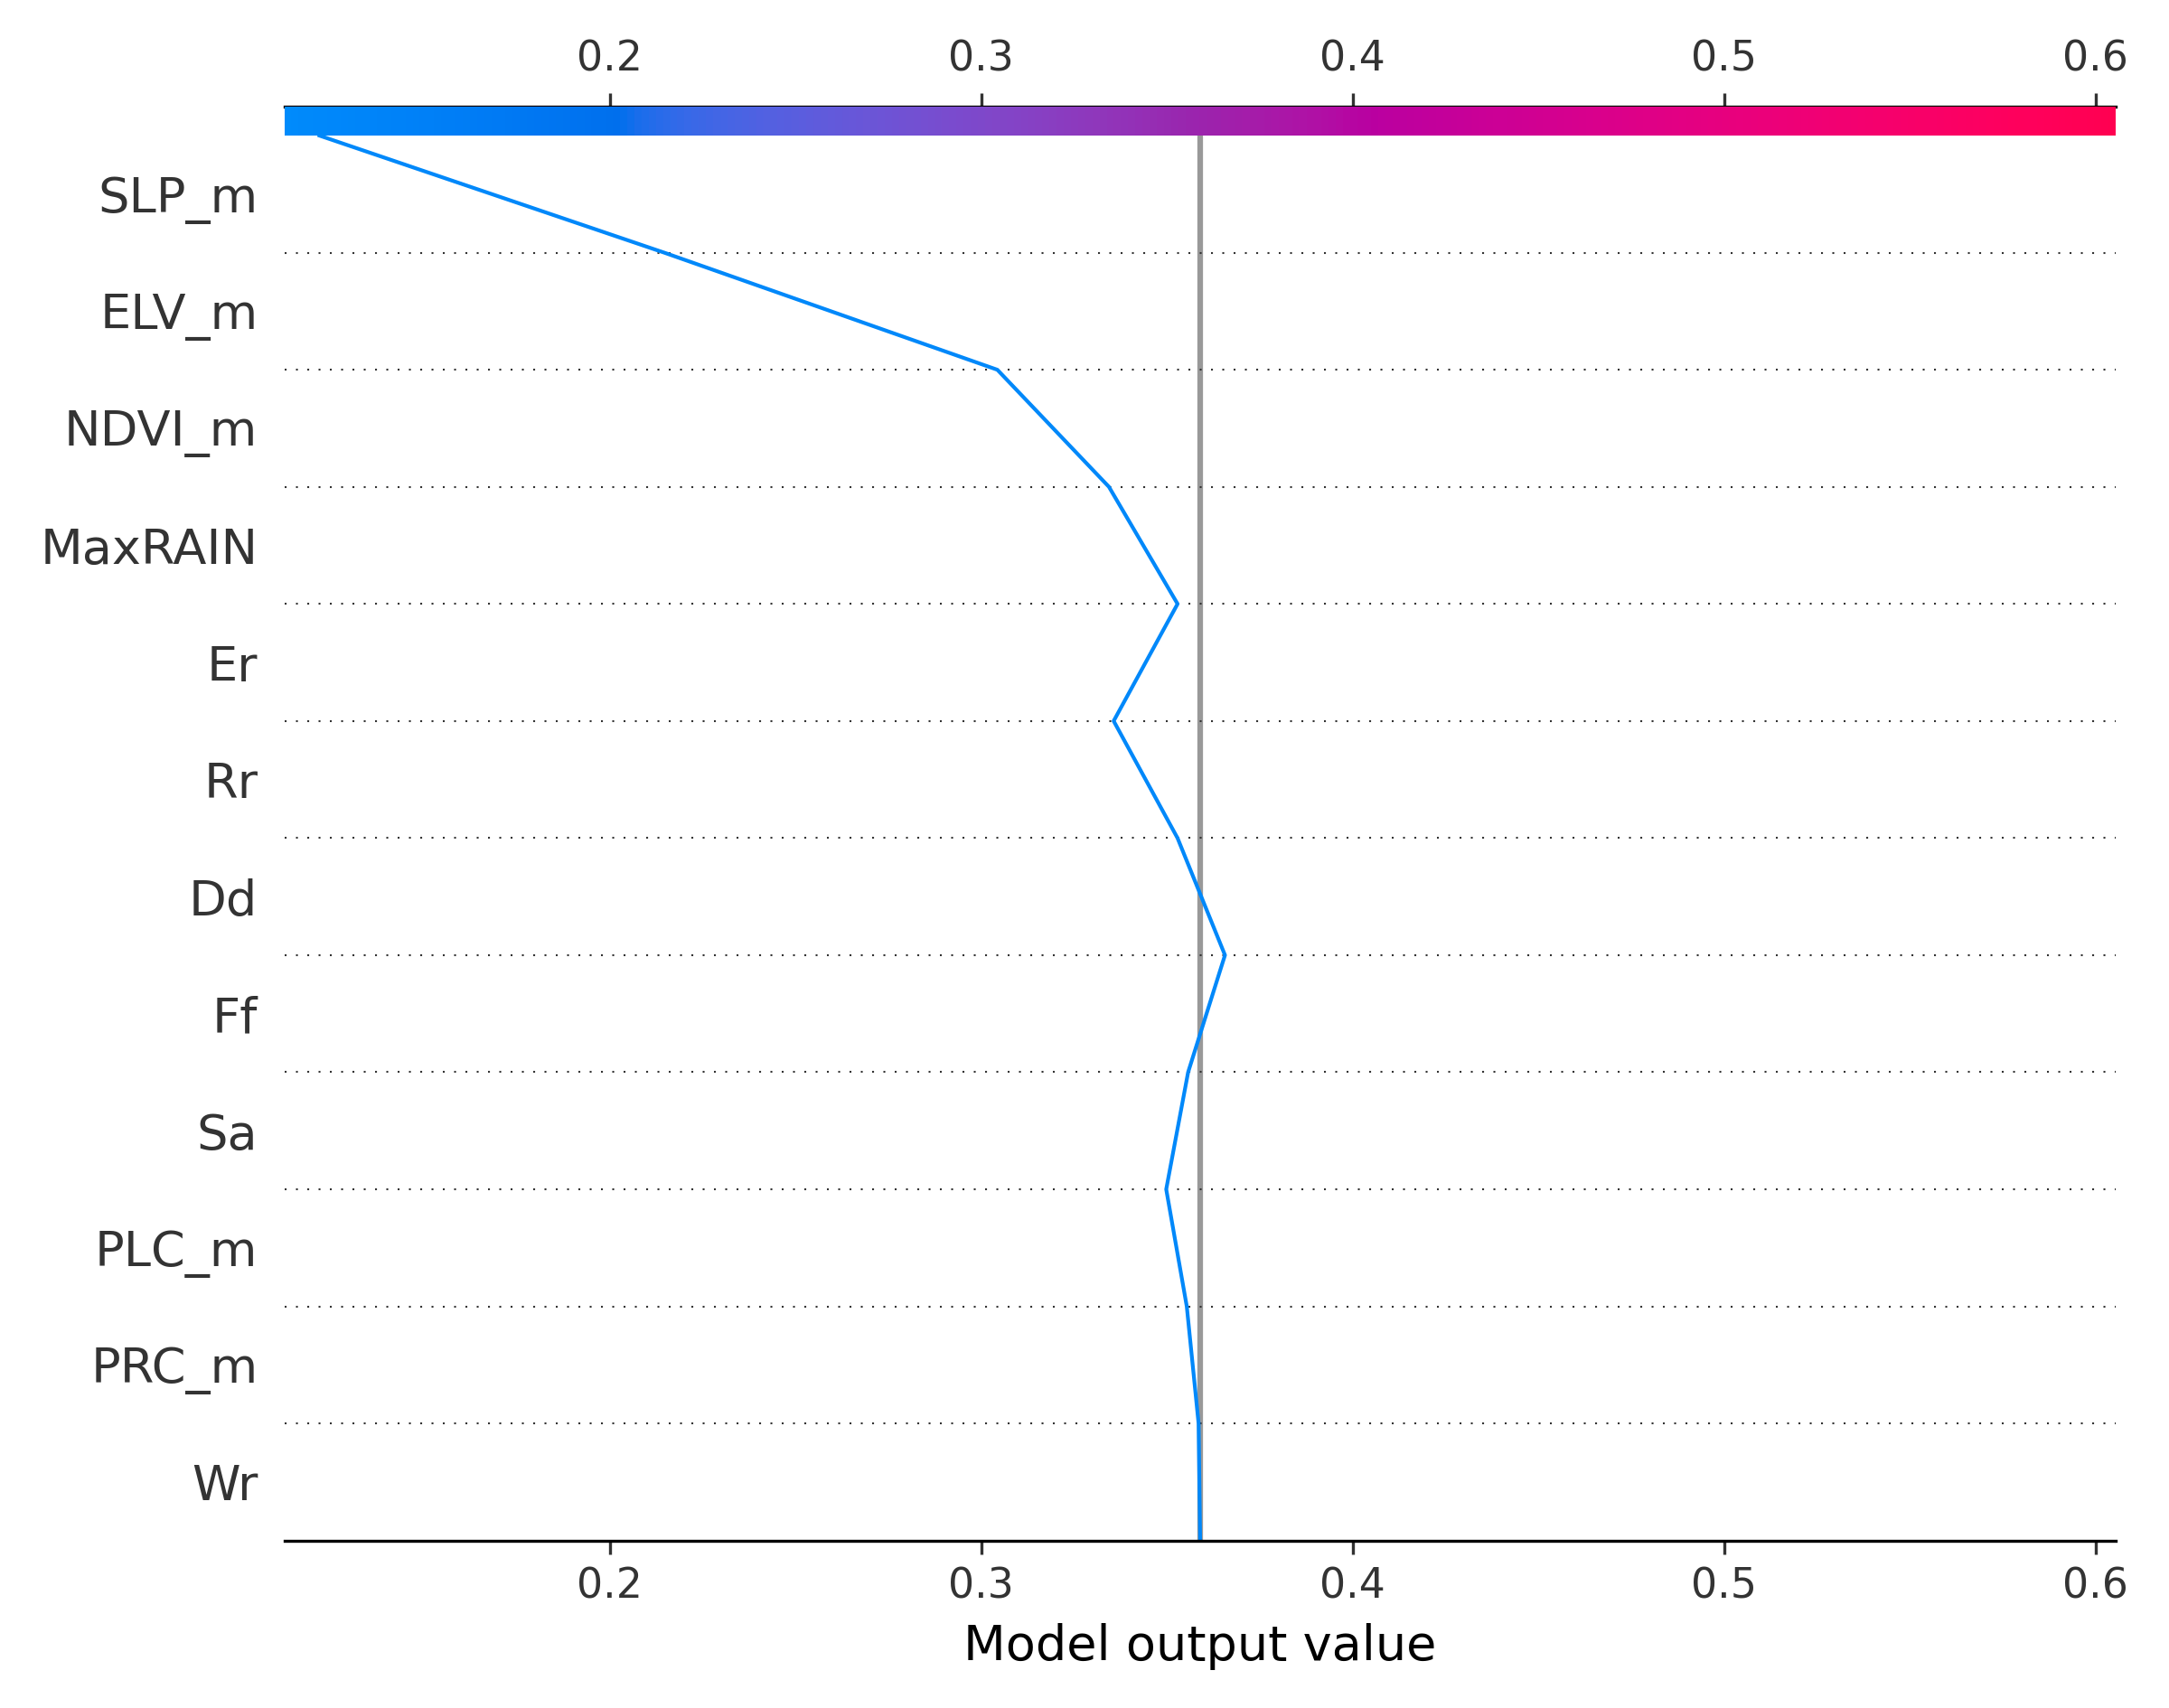 0.2 0.3 0.4 0.5 0.6
SLP_m
ELV_m
NDVI_m
MaxRAIN
Er
Rr
Dd
Ff
Sa
PLC_m
PRC_m
Wr
0.2 0.3 0.4 0.5 0.6
Model output value